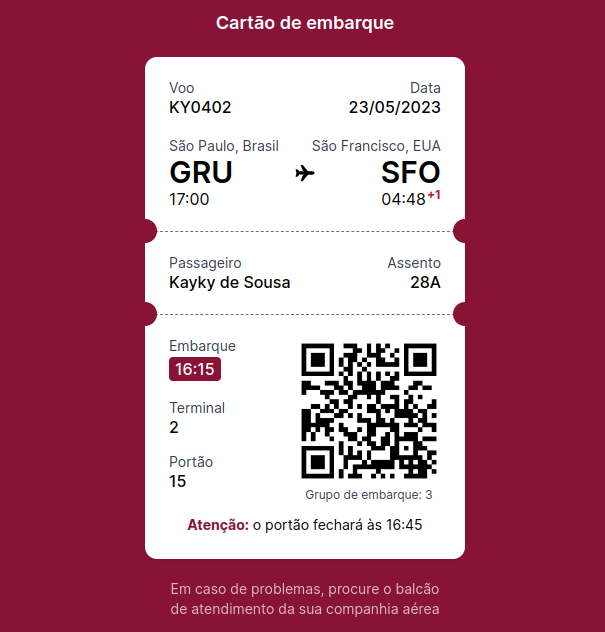 Cartão de embarque
Voo Data
KY0402 23/05/2023
São Paulo, Brasil São Francisco, EUA
GRU SFO
17:00 04:48+1
Passageiro Assento
Kayky de Sousa 28A
Embarque
16:15
Terminal
2
Portão
15
Grupo de embarque: 3
Atenção: o portão fechará às 16:45
Em caso de problemas, procure o balcão
de atendimento da sua companhia aérea